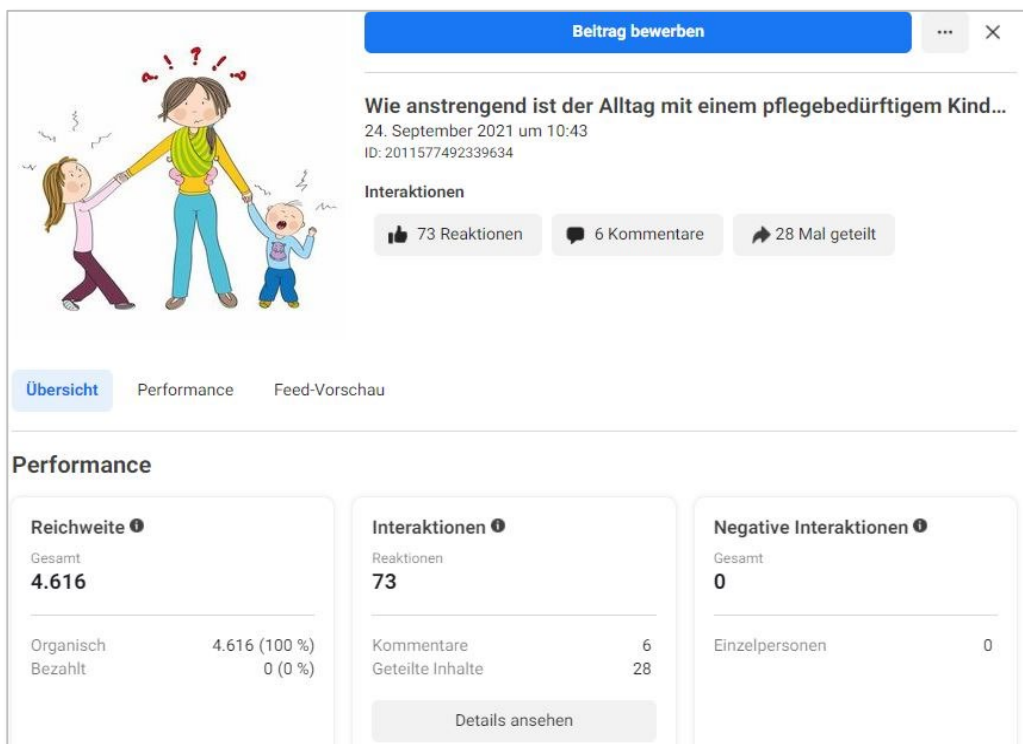 Beitrag bewerben
Wie anstrengend ist der Alltag mit einem pflegebedürftigem Kind...
24. September 2021 um 10:43
ID: 2011577492339634
Interaktionen
73 Reaktionen 6 Kommentare 28 Mal geteilt
! ? ! ?
Übersicht Performance Feed-Vorschau
Performance
Reichweite Interaktionen Negative Interaktionen
Gesamt Reaktionen Gesamt
4.616 73 0
Organisch 4.616 (100 %) Kommentare 6 Einzelpersonen 0
Bezahlt 0 (0 %) Geteilte Inhalte 28
Details ansehen